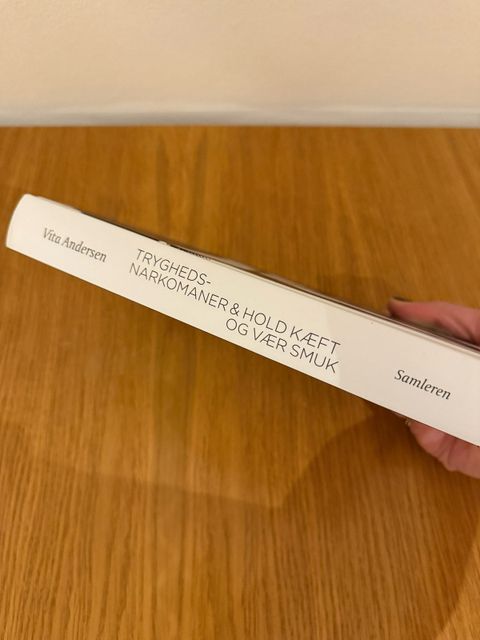 Vita Andersen
TRYGHEDS-
NARKOMANER & HOLD KÆFT
OG VÆR SMUK
Samleren